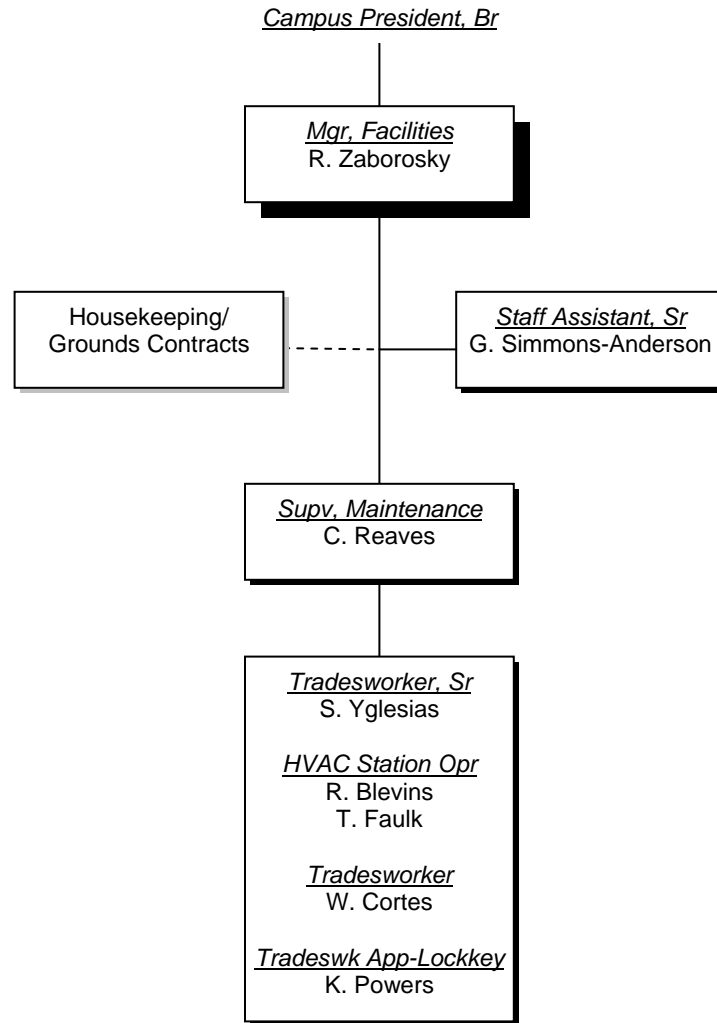 Campus President, Br
Mgr, Facilities
R. Zaborosky
Housekeeping/
Grounds Contracts
Staff Assistant, Sr
G. Simmons-Anderson
Supv, Maintenance
C. Reaves
Tradesworker, Sr
S. Yglesias
HVAC Station Opr
R. Blevins
T. Faulk
Tradesworker
W. Cortes
Tradeswk App-Lockkey
K. Powers